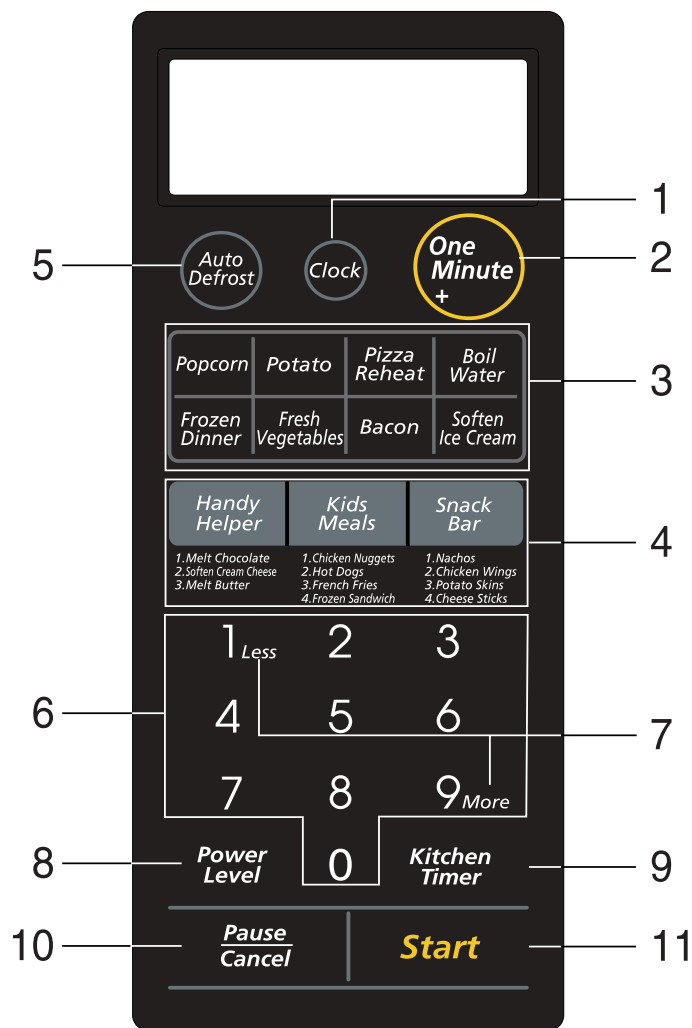 1
5
Auto
Defrost
Clock
One
Minute
+
2
Popcorn
Potato
Pizza
Reheat
Boil
Water
3
Frozen
Dinner
Fresh
Vegetables
Bacon
Soften
Ice Cream
Handy
Helper
Kids
Meals
Snack
Bar
4
1.Melt Chocolate
2.Soften Cream Cheese
3.Melt Butter
1.Chicken Nuggets
2.Hot Dogs
3.French Fries
4.Frozen Sandwich
1.Nachos
2.Chicken Wings
3.Potato Skins
4.Cheese Sticks
1 Less 2 3
6
4 5 6
7
7 8 9 More
8
Power
Level
0
Kitchen
Timer
9
10
Pause
Cancel
Start
11